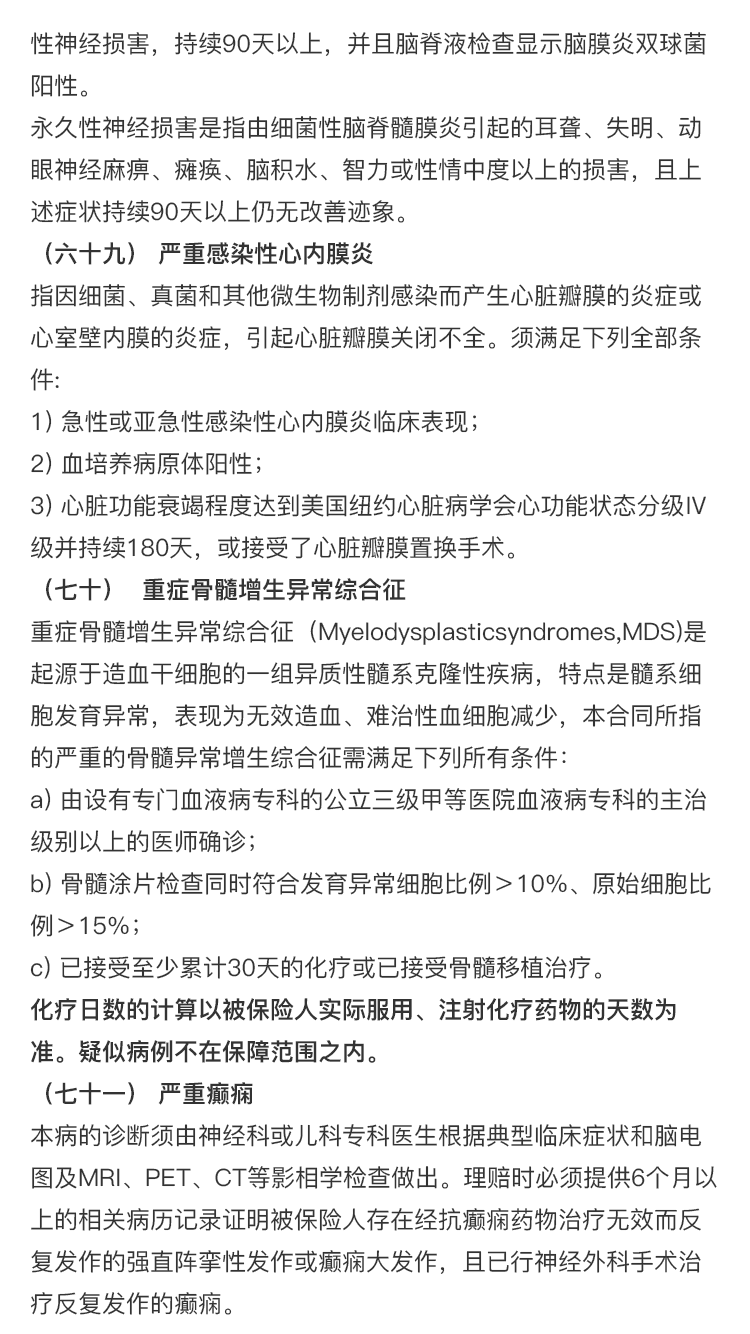 性神经损害，持续90天以上，并且脑脊液检查显示脑膜炎双球菌
阳性。
永久性神经损害是指由细菌性脑脊髓膜炎引起的耳聋、失明、动
眼神经麻痹、瘫痪、脑积水、智力或性情中度以上的损害，且上
述症状持续90天以上仍无改善迹象。
（六十九） 严重感染性心内膜炎
指因细菌、真菌和其他微生物制剂感染而产生心脏瓣膜的炎症或
心室壁内膜的炎症，引起心脏瓣膜关闭不全。须满足下列全部条
件:
1) 急性或亚急性感染性心内膜炎临床表现；
2) 血培养病原体阳性；
3) 心脏功能衰竭程度达到美国纽约心脏病学会心功能状态分级IV
级并持续180天，或接受了心脏瓣膜置换手术。
（七十） 重症骨髓增生异常综合征
重症骨髓增生异常综合征（Myelodysplasticsyndromes,MDS)是
起源于造血干细胞的一组异质性髓系克隆性疾病，特点是髓系细
胞发育异常，表现为无效造血、难治性血细胞减少，本合同所指
的严重的骨髓异常增生综合征需满足下列所有条件：
a) 由设有专门血液病专科的公立三级甲等医院血液病专科的主治
级别以上的医师确诊；
b) 骨髓涂片检查同时符合发育异常细胞比例＞10%、原始细胞比
例＞15%；
c) 已接受至少累计30天的化疗或已接受骨髓移植治疗。
化疗日数的计算以被保险人实际服用、注射化疗药物的天数为
准。疑似病例不在保障范围之内。
（七十一） 严重癫痫
本病的诊断须由神经科或儿科专科医生根据典型临床症状和脑电
图及MRI、PET、CT等影相学检查做出。理赔时必须提供6个月以
上的相关病历记录证明被保险人存在经抗癫痫药物治疗无效而反
复发作的强直阵挛性发作或癫痫大发作，且已行神经外科手术治
疗反复发作的癫痫。